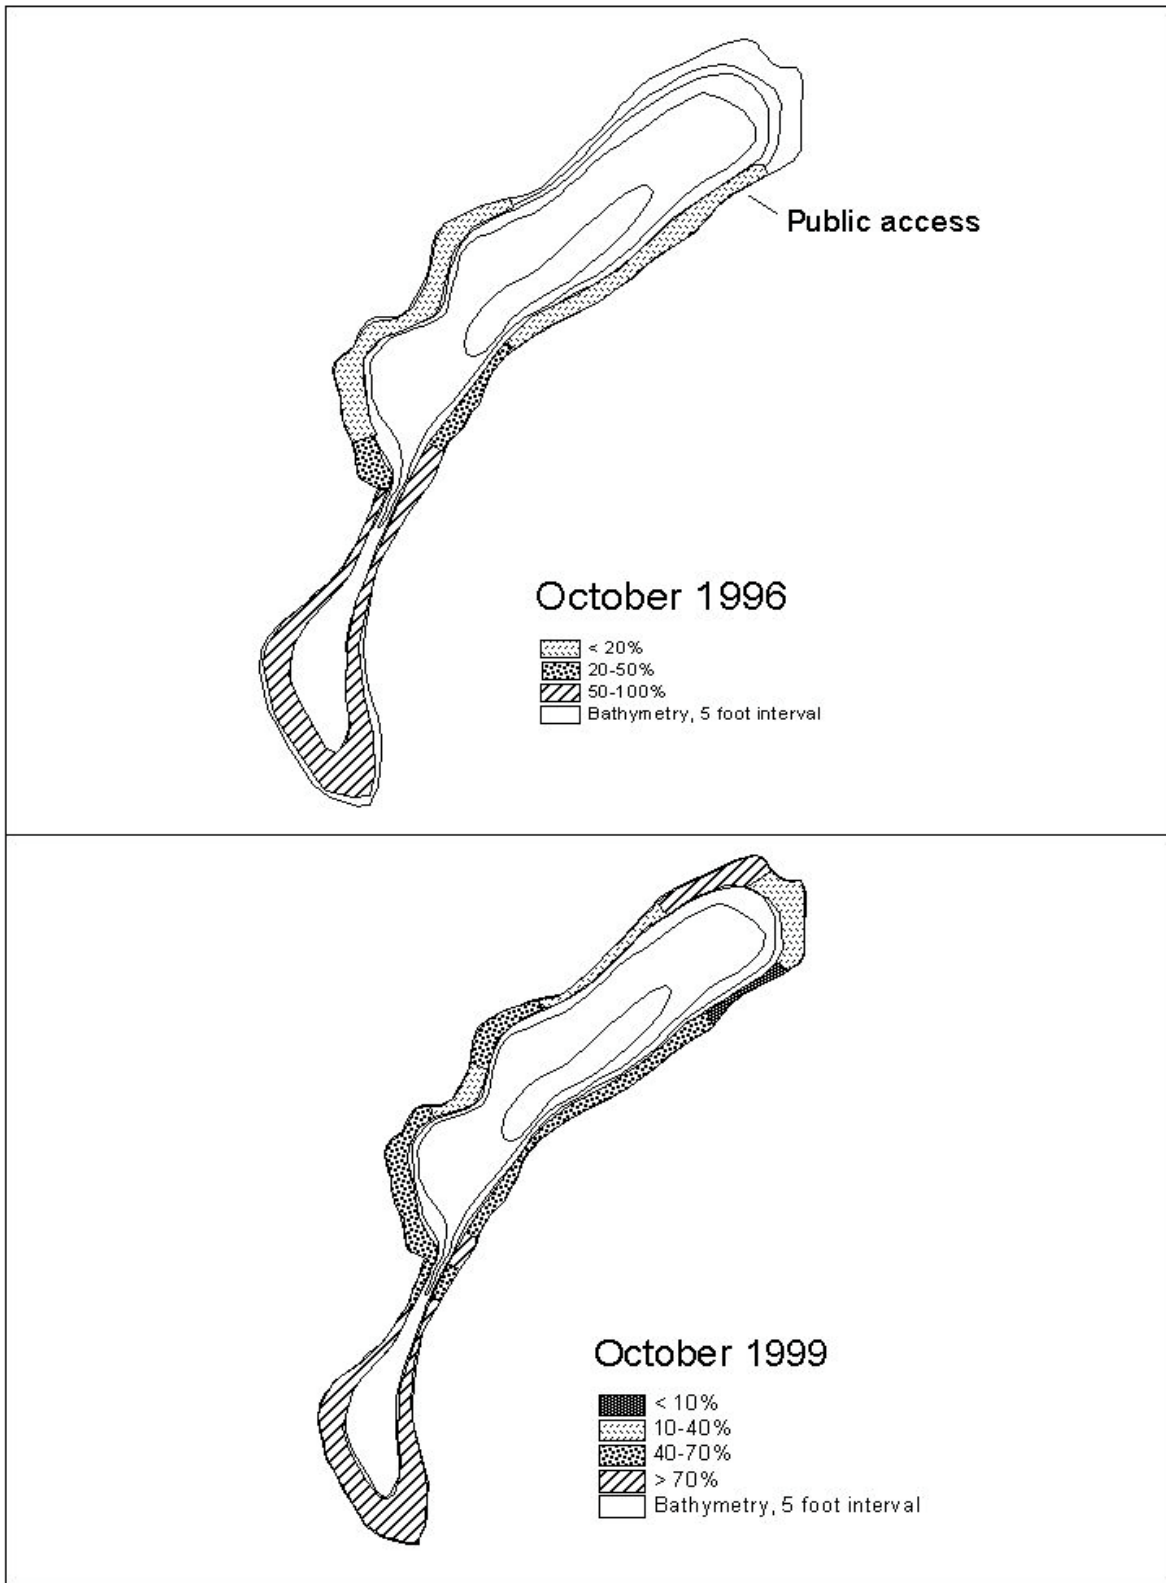 Public access
October 1996
< 20%
20-50%
50-100%
Bathymetry, 5 foot interval
October 1999
< 10%
10-40%
40-70%
> 70%
Bathymetry, 5 foot interval